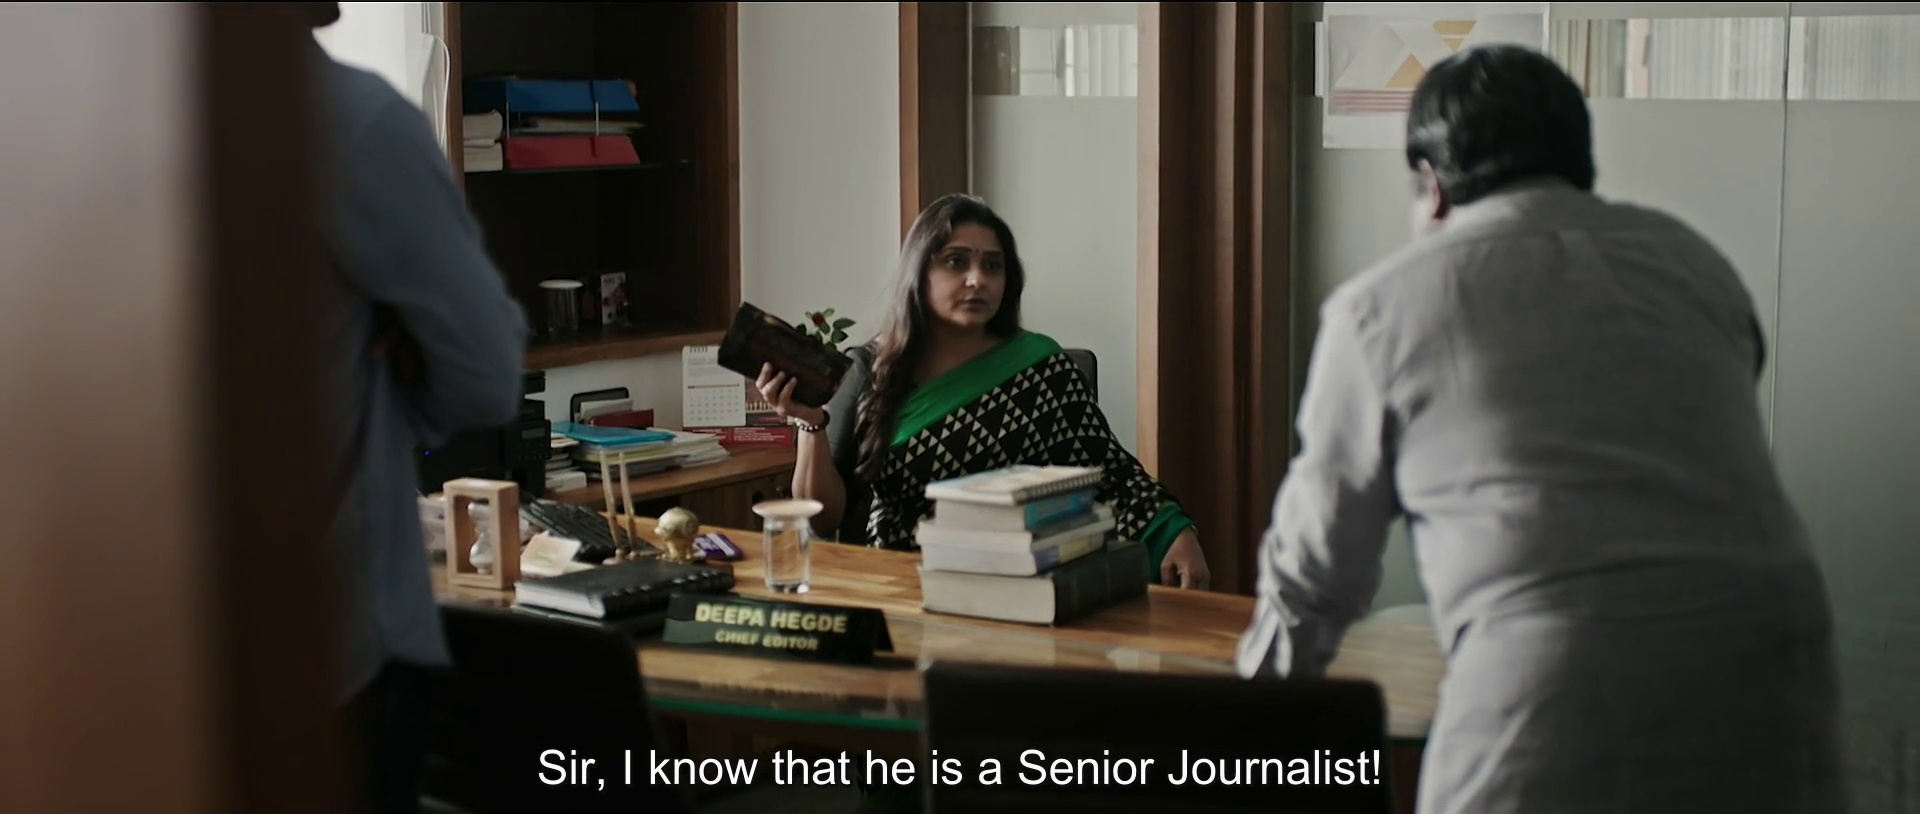 DEEPA HEGDE
CHIEF EDITOR
Sir, I know that he is a Senior Journalist!